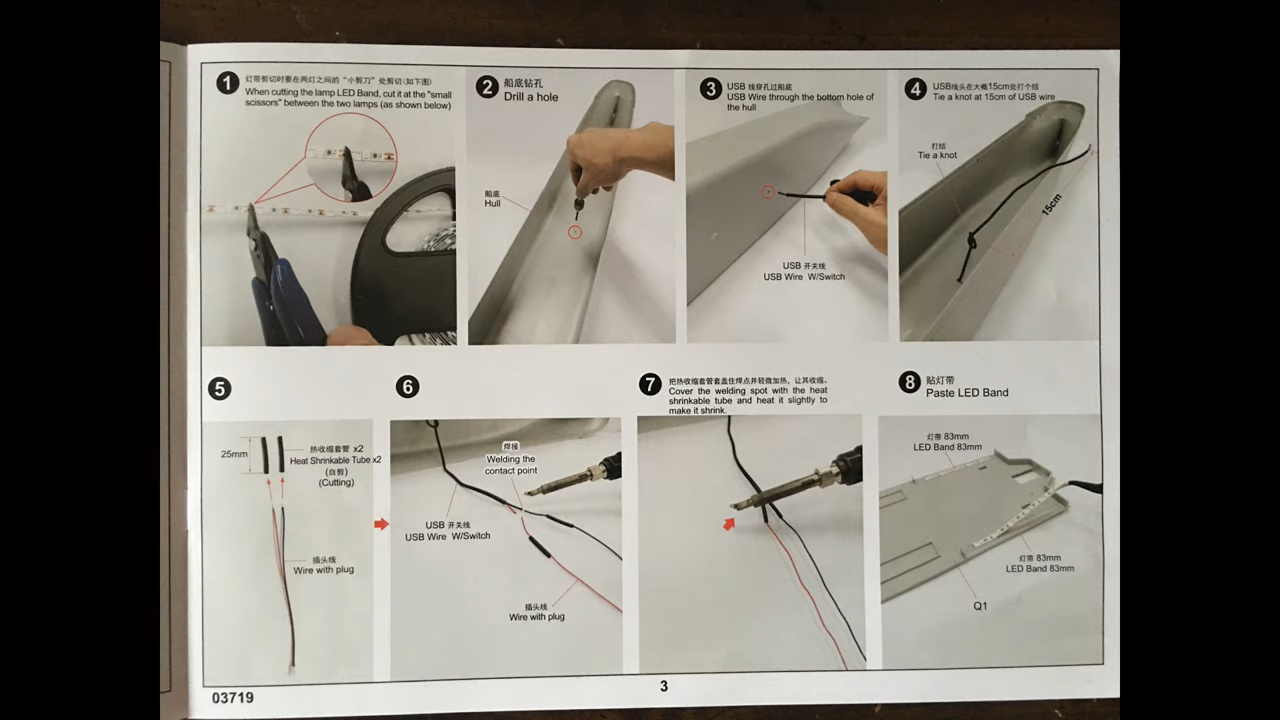 1
灯带剪切时要在两灯之间的“小剪刀”处剪切(如下图)
When cutting the lamp LED Band, cut it at the "small
scissors" between the two lamps (as shown below)
2
船底钻孔
Drill a hole
船底
Hull
3
USB 线穿孔过船底
USB Wire through the bottom hole of
the hull
USB 开关线
USB Wire W/Switch
4
USB线头在大概15cm处打个结
Tie a knot at 15cm of USB wire
打结
Tie a knot
15cm
5
25mm
热收缩套管 x2
Heat Shrinkable Tube x2
(自剪)
(Cutting)
插头线
Wire with plug
6
焊接
Welding the
contact point
USB 开关线
USB Wire W/Switch
插头线
Wire with plug
7
把热收缩套管套盖住焊点并轻微加热，让其收缩。
Cover the welding spot with the heat
shrinkable tube and heat it slightly to
make it shrink.
8
贴灯带
Paste LED Band
灯带 83mm
LED Band 83mm
灯带 83mm
LED Band 83mm
Q1
03719
3